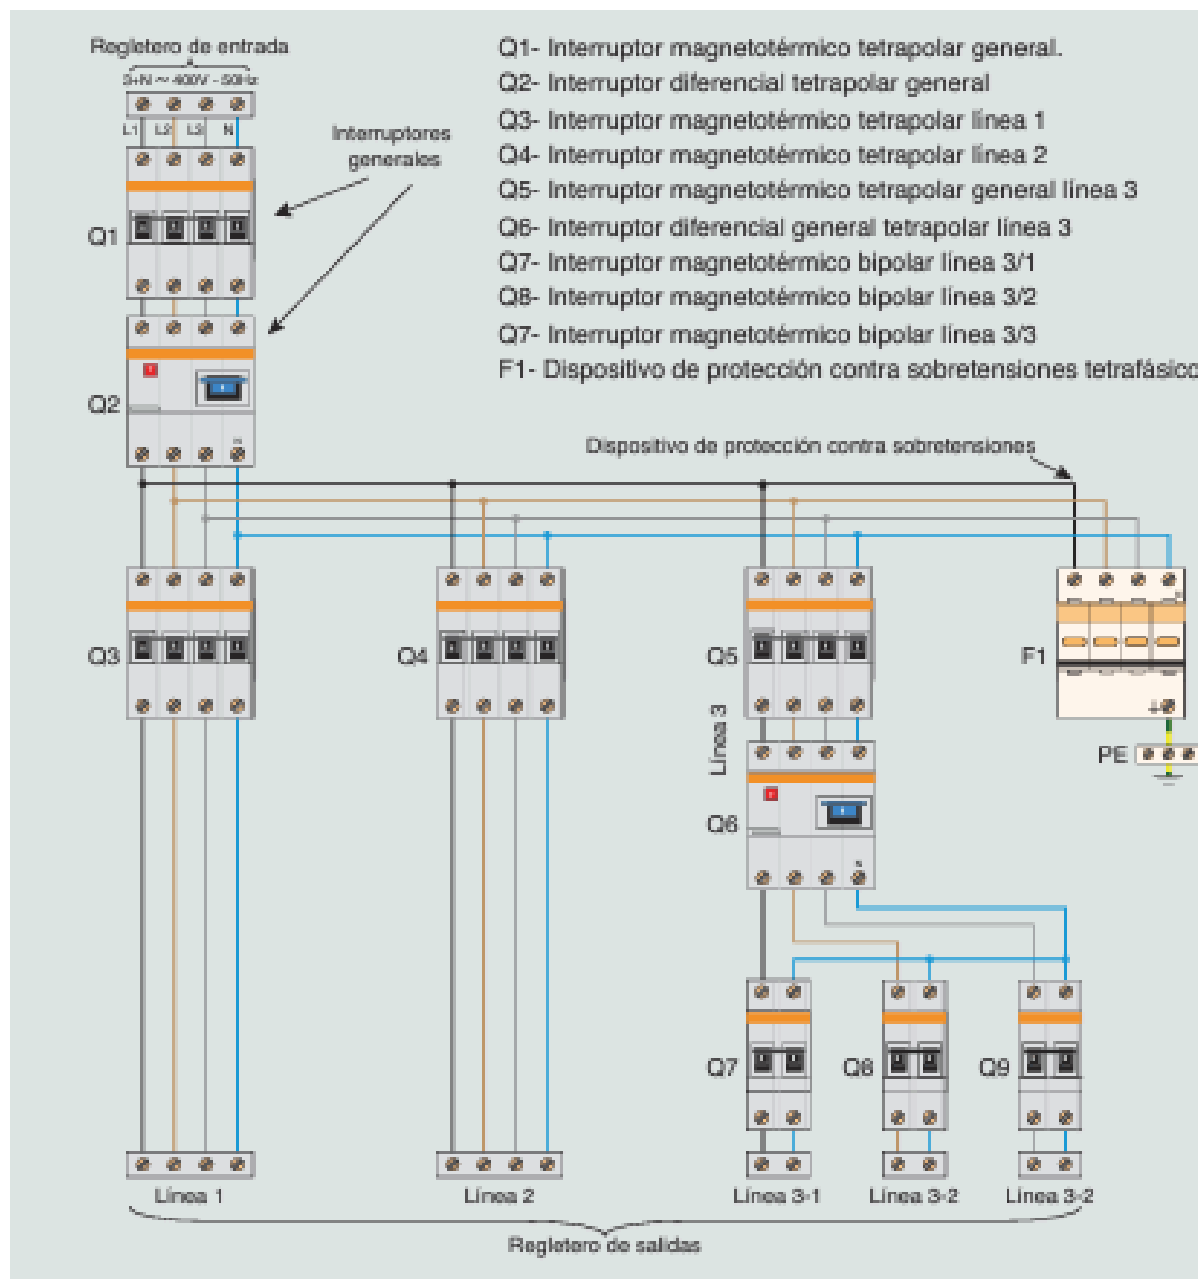 Regletero de entrada
3+N ~ 400V - 50Hz
L1 L2 L3 N
Interruptores
generales
Q1- Interruptor magnetotérmico tetrapolar general.
Q2- Interruptor diferencial tetrapolar general
Q3- Interruptor magnetotérmico tetrapolar línea 1
Q4- Interruptor magnetotérmico tetrapolar línea 2
Q5- Interruptor magnetotérmico tetrapolar general línea 3
Q6- Interruptor diferencial general tetrapolar línea 3
Q7- Interruptor magnetotérmico bipolar línea 3/1
Q8- Interruptor magnetotérmico bipolar línea 3/2
Q7- Interruptor magnetotérmico bipolar línea 3/3
F1- Dispositivo de protección contra sobretensiones tetrafásico
Q1
Q2
Dispositivo de protección contra sobretensiones
Q3
Q4
Q5
F1
Línea 3
PE
Q6
Q7
Q8
Q9
Línea 1
Línea 2
Línea 3-1
Línea 3-2
Línea 3-2
Regletero de salidas